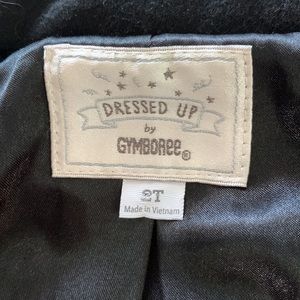 DRESSED UP
by
GYMBOREE®
2T
Made in Vietnam